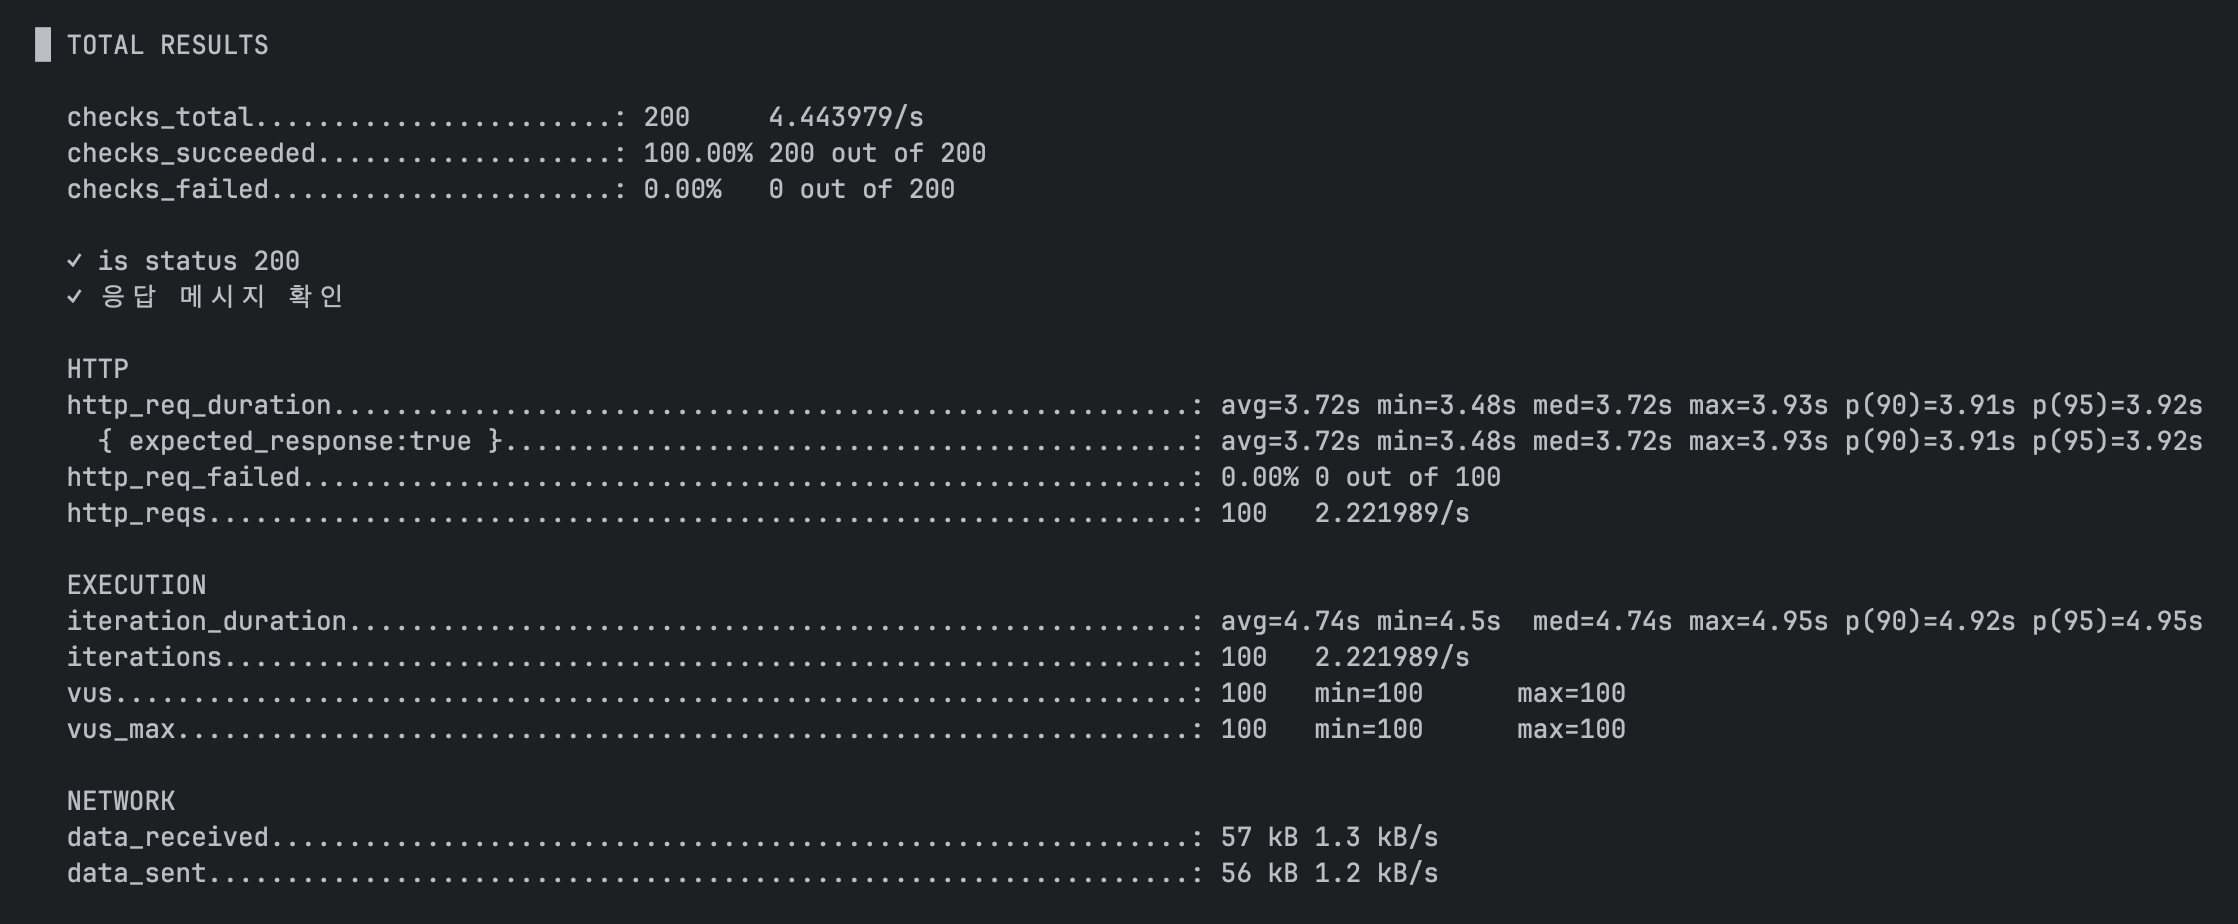 █ TOTAL RESULTS
checks_total.......................: 200     4.443979/s
checks_succeeded...................: 100.00% 200 out of 200
checks_failed......................: 0.00%   0 out of 200
✓ is status 200
✓ 응답 메시지 확인
HTTP
http_req_duration.......................................................: avg=3.72s min=3.48s med=3.72s max=3.93s p(90)=3.91s p(95)=3.92s
  { expected_response:true }............................................: avg=3.72s min=3.48s med=3.72s max=3.93s p(90)=3.91s p(95)=3.92s
http_req_failed.........................................................: 0.00% 0 out of 100
http_reqs...............................................................: 100   2.221989/s
EXECUTION
iteration_duration......................................................: avg=4.74s min=4.5s  med=4.74s max=4.95s p(90)=4.92s p(95)=4.95s
iterations..............................................................: 100   2.221989/s
vus.....................................................................: 100   min=100      max=100
vus_max.................................................................: 100   min=100      max=100
NETWORK
data_received...........................................................: 57 kB 1.3 kB/s
data_sent...............................................................: 56 kB 1.2 kB/s